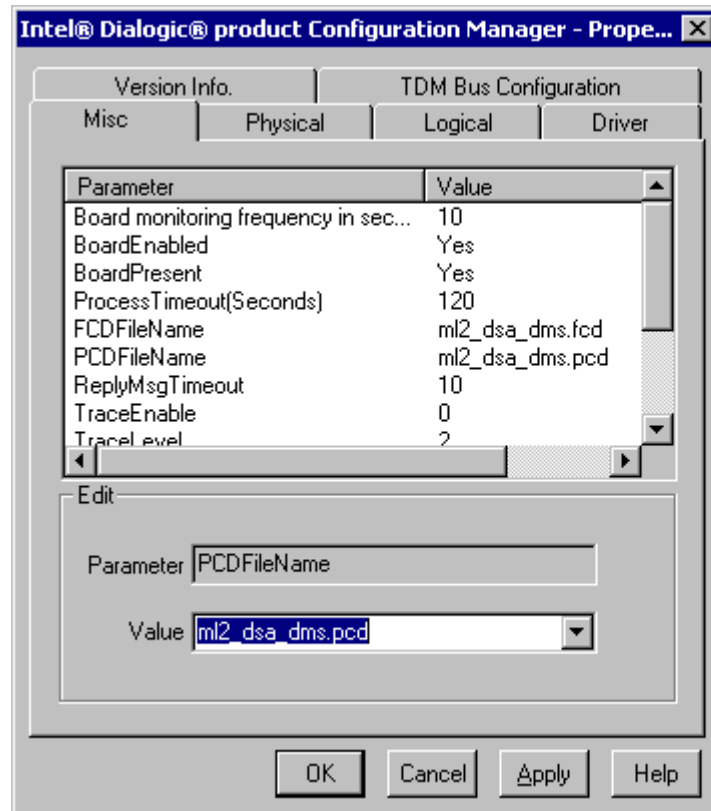 Intel® Dialogic® product Configuration Manager - Prope...
Version Info. TDM Bus Configuration
Misc Physical Logical Driver
Parameter Value
Board monitoring frequency in sec... 10
BoardEnabled Yes
BoardPresent Yes
ProcessTimeout(Seconds) 120
FCDFileName ml2_dsa_dms.fcd
PCDFileName ml2_dsa_dms.pcd
ReplyMsgTimeout 10
TraceEnable 0
TraceLevel 2
Edit
Parameter PCDFileName
Value ml2_dsa_dms.pcd
OK Cancel Apply Help